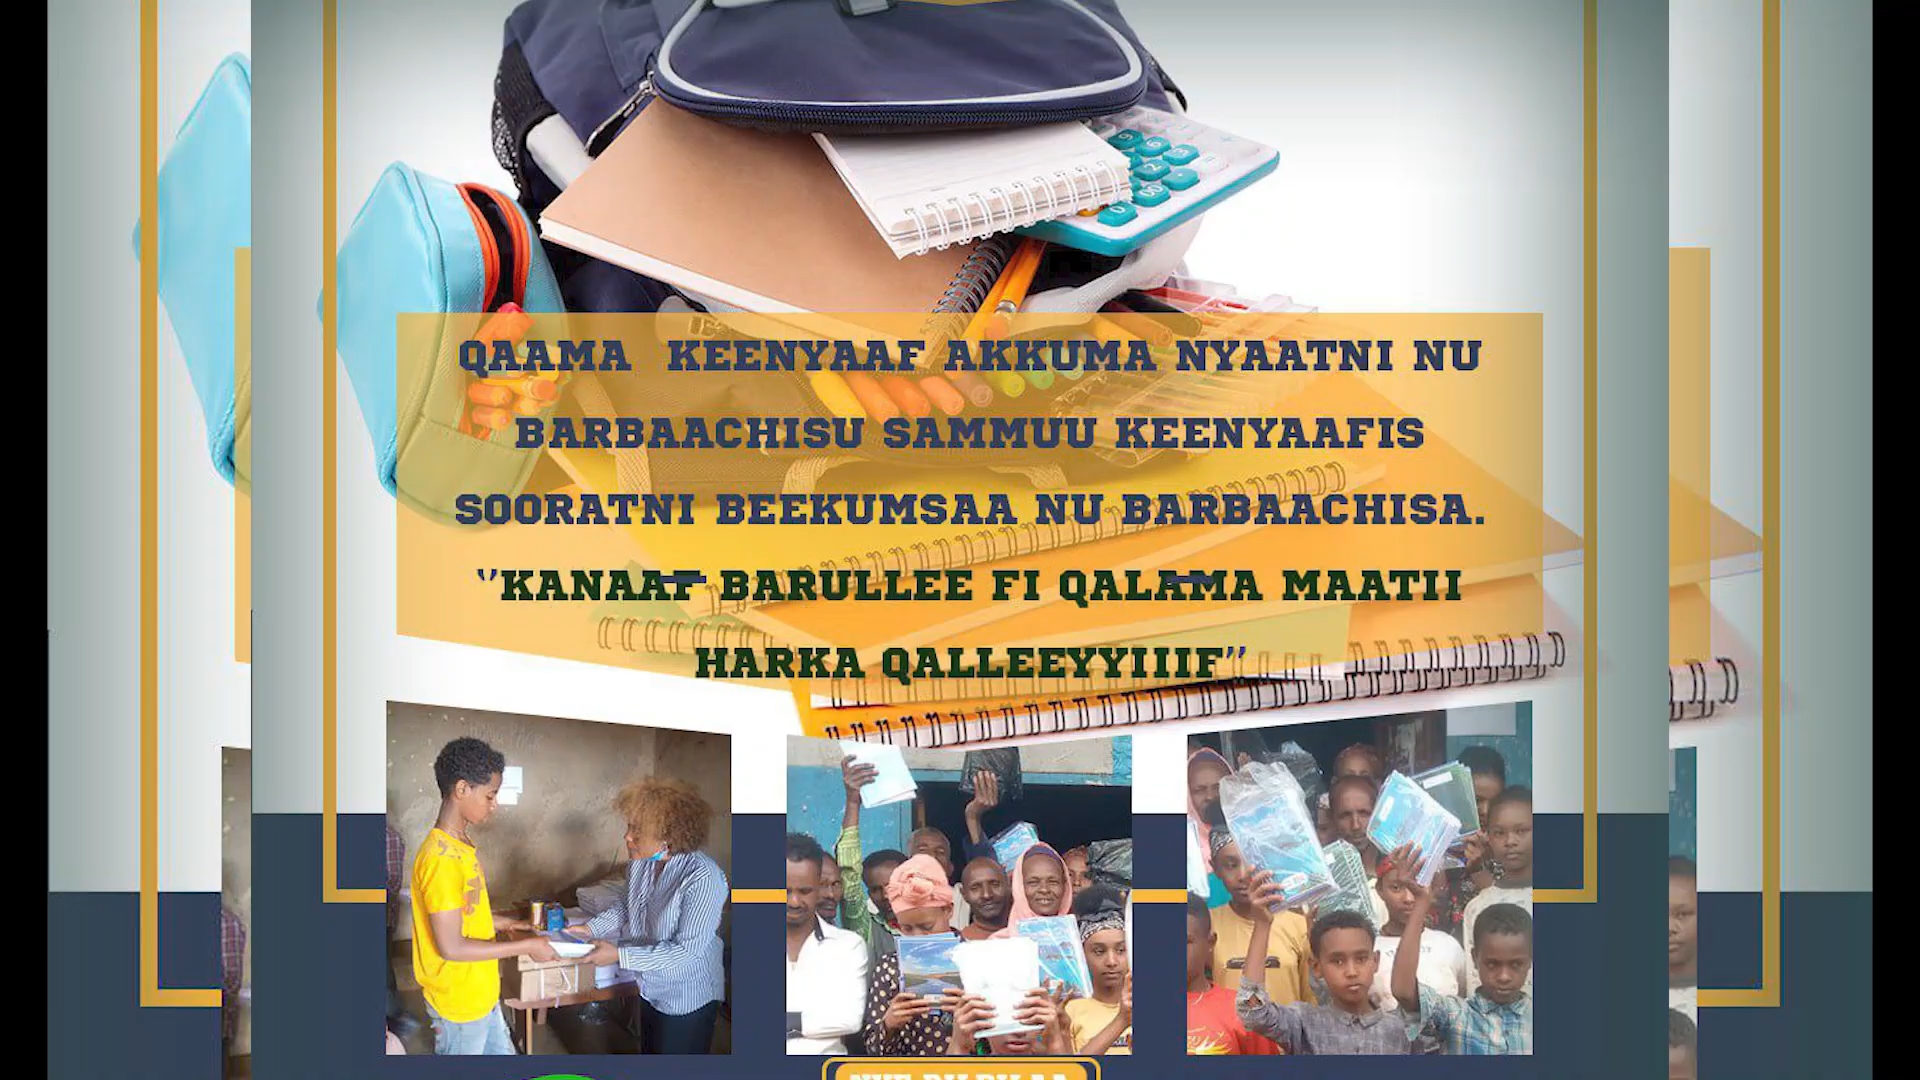 QAAMA KEENYAAF AKKUMA NYAATNI NU
BARBAACHISU SAMMUU KEENYAAFIS
SOORATNI BEEKUMSAA NU BARBAACHISA.
‘’KANAAF BARULLEE FI QALAMA MAATII
HARKA QALLEEYYIIIF’’